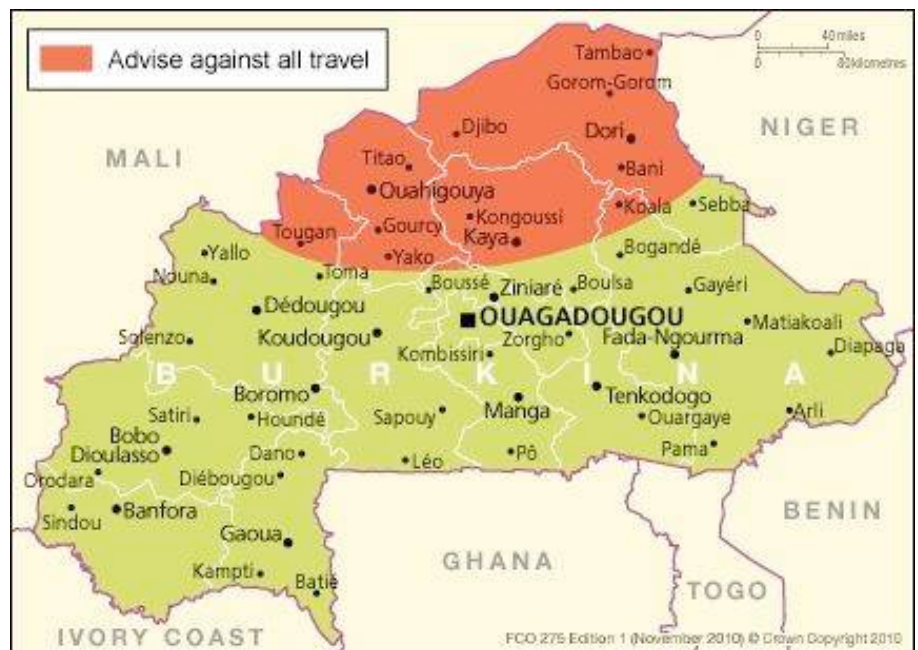 Advise against all travel
0 40 miles
0 80 kilometres
Tambao
Gorom-Gorom
Djibo
Dori
NIGER
MALI
Titao
Bani
Ouahigouya
Koala
Sebba
Kongoussi
Gourcy
Tougan
Kaya
Yallo
Yako
Bogandé
Nouna
Toma
Boussé
Ziniaré
Boulsa
Gayéri
Dédougou
OUAGADOUGOU
Matiakoali
Solenzo
Koudougou
Zorgho
Fada-Ngourma
Kombissiri
Diapaga
BURKINA
Boromo
Tenkodogo
Manga
Satiri
Houndé
Sapouy
Ouargaye
Arli
Bobo
Dioulasso
Dano
Léo
Pô
Pama
Orodara
Diébougou
Sindou
Banfora
BENIN
Gaoua
GHANA
Kampti
Batié
TOGO
IVORY COAST
FCO 275 Edition 1 (November 2010) © Crown Copyright 2010